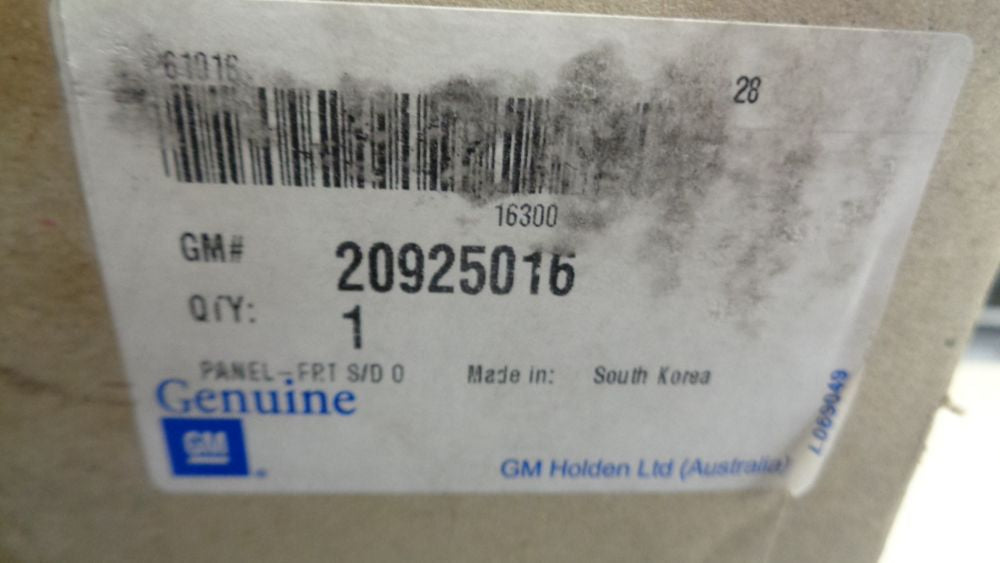 61016
28
16300
GM# 20925016
QTY: 1
PANEL-FRT S/D O Made in: South Korea
Genuine
GM
GM Holden Ltd (Australia)
L069049